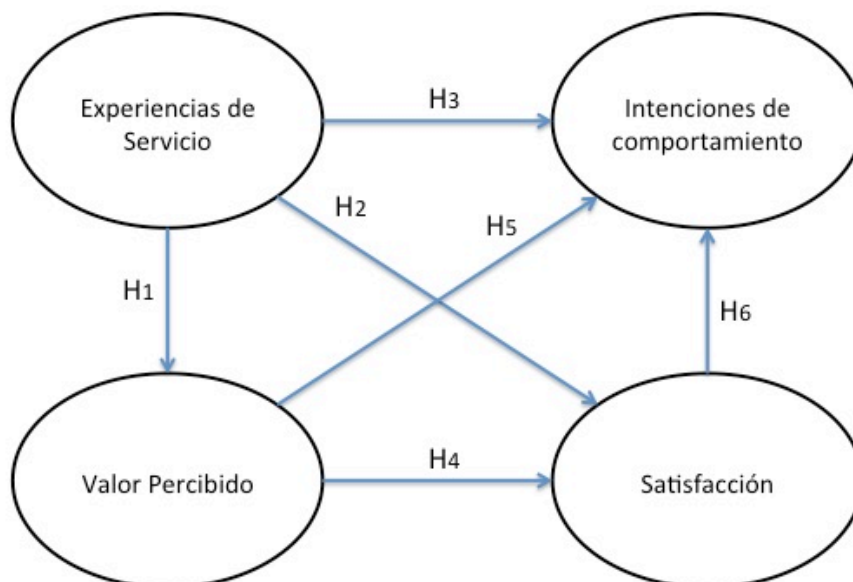 Experiencias de
Servicio
H3
Intenciones de
comportamiento
H2
H5
H1
H6
Valor Percibido
H4
Satisfacción